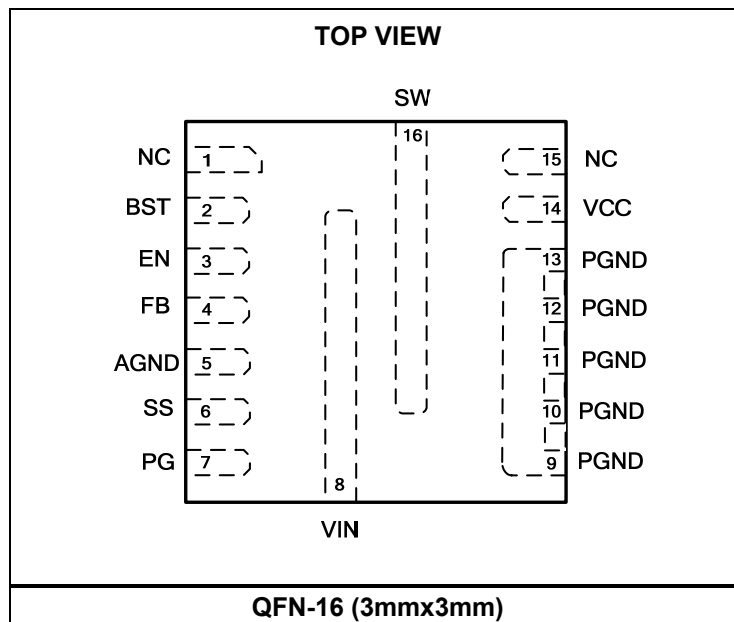 TOP VIEW
SW
16
NC 1
15 NC
BST 2
14 VCC
EN 3
13 PGND
FB 4
12 PGND
AGND 5
11 PGND
SS 6
10 PGND
PG 7
9 PGND
8
VIN
QFN-16 (3mmx3mm)